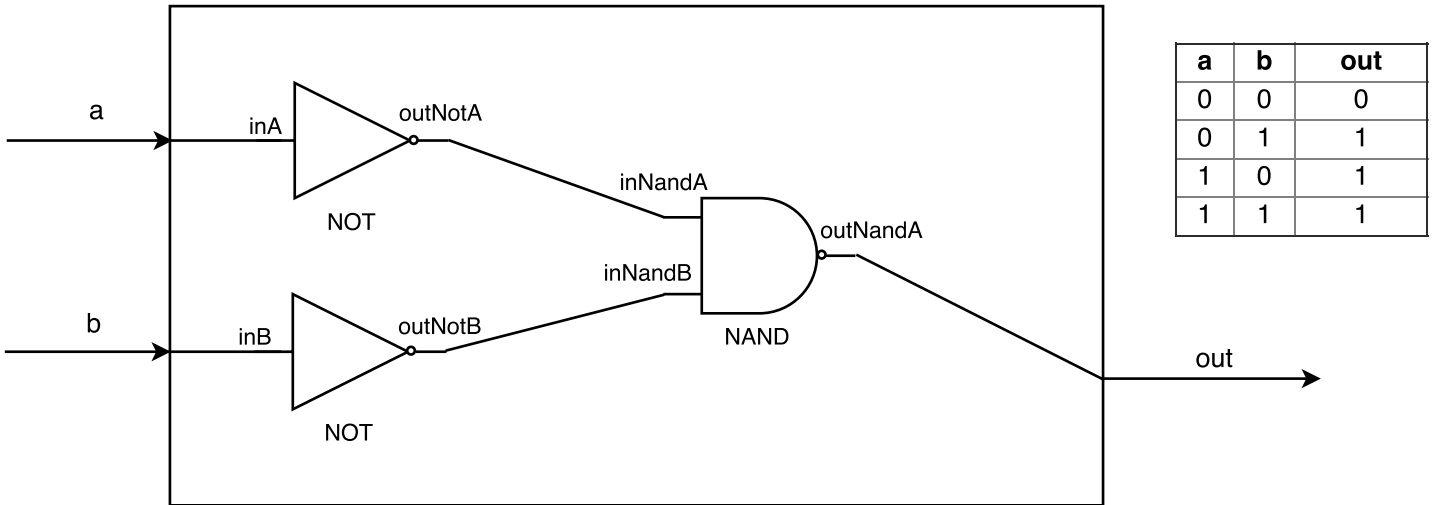 a
inA
outNotA
NOT
inNandA
inNandB
outNandA
NAND
b
inB
outNotB
NOT
out
a b out
0 0 0
0 1 1
1 0 1
1 1 1